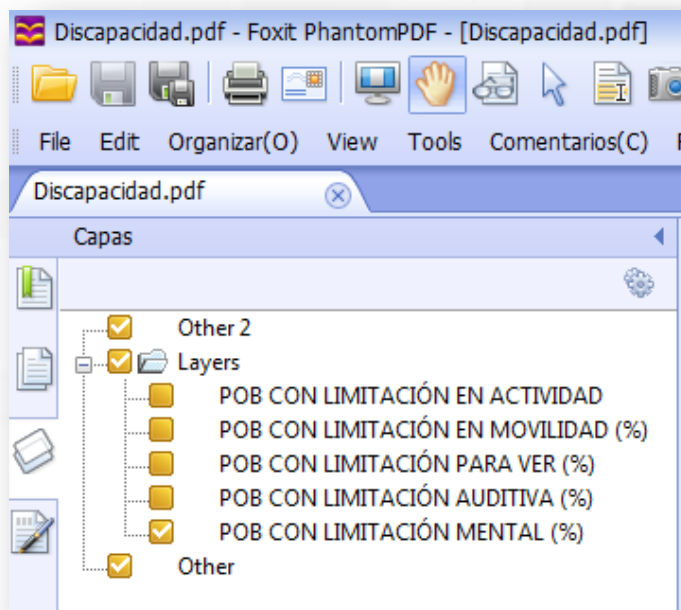 Discapacidad.pdf - Foxit PhantomPDF - [Discapacidad.pdf]
File Edit Organizar(O) View Tools Comentarios(C)
Discapacidad.pdf
Capas
Other 2
Layers
POB CON LIMITACIÓN EN ACTIVIDAD
POB CON LIMITACIÓN EN MOVILIDAD (%)
POB CON LIMITACIÓN PARA VER (%)
POB CON LIMITACIÓN AUDITIVA (%)
POB CON LIMITACIÓN MENTAL (%)
Other